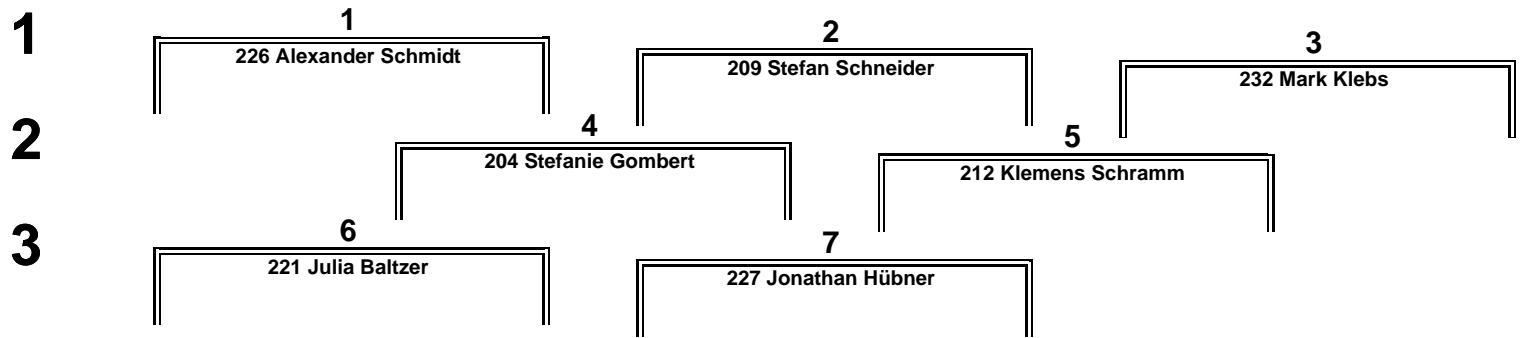 1
1
226 Alexander Schmidt
2
209 Stefan Schneider
3
232 Mark Klebs
2
4
204 Stefanie Gombert
5
212 Klemens Schramm
3
6
221 Julia Baltzer
7
227 Jonathan Hübner